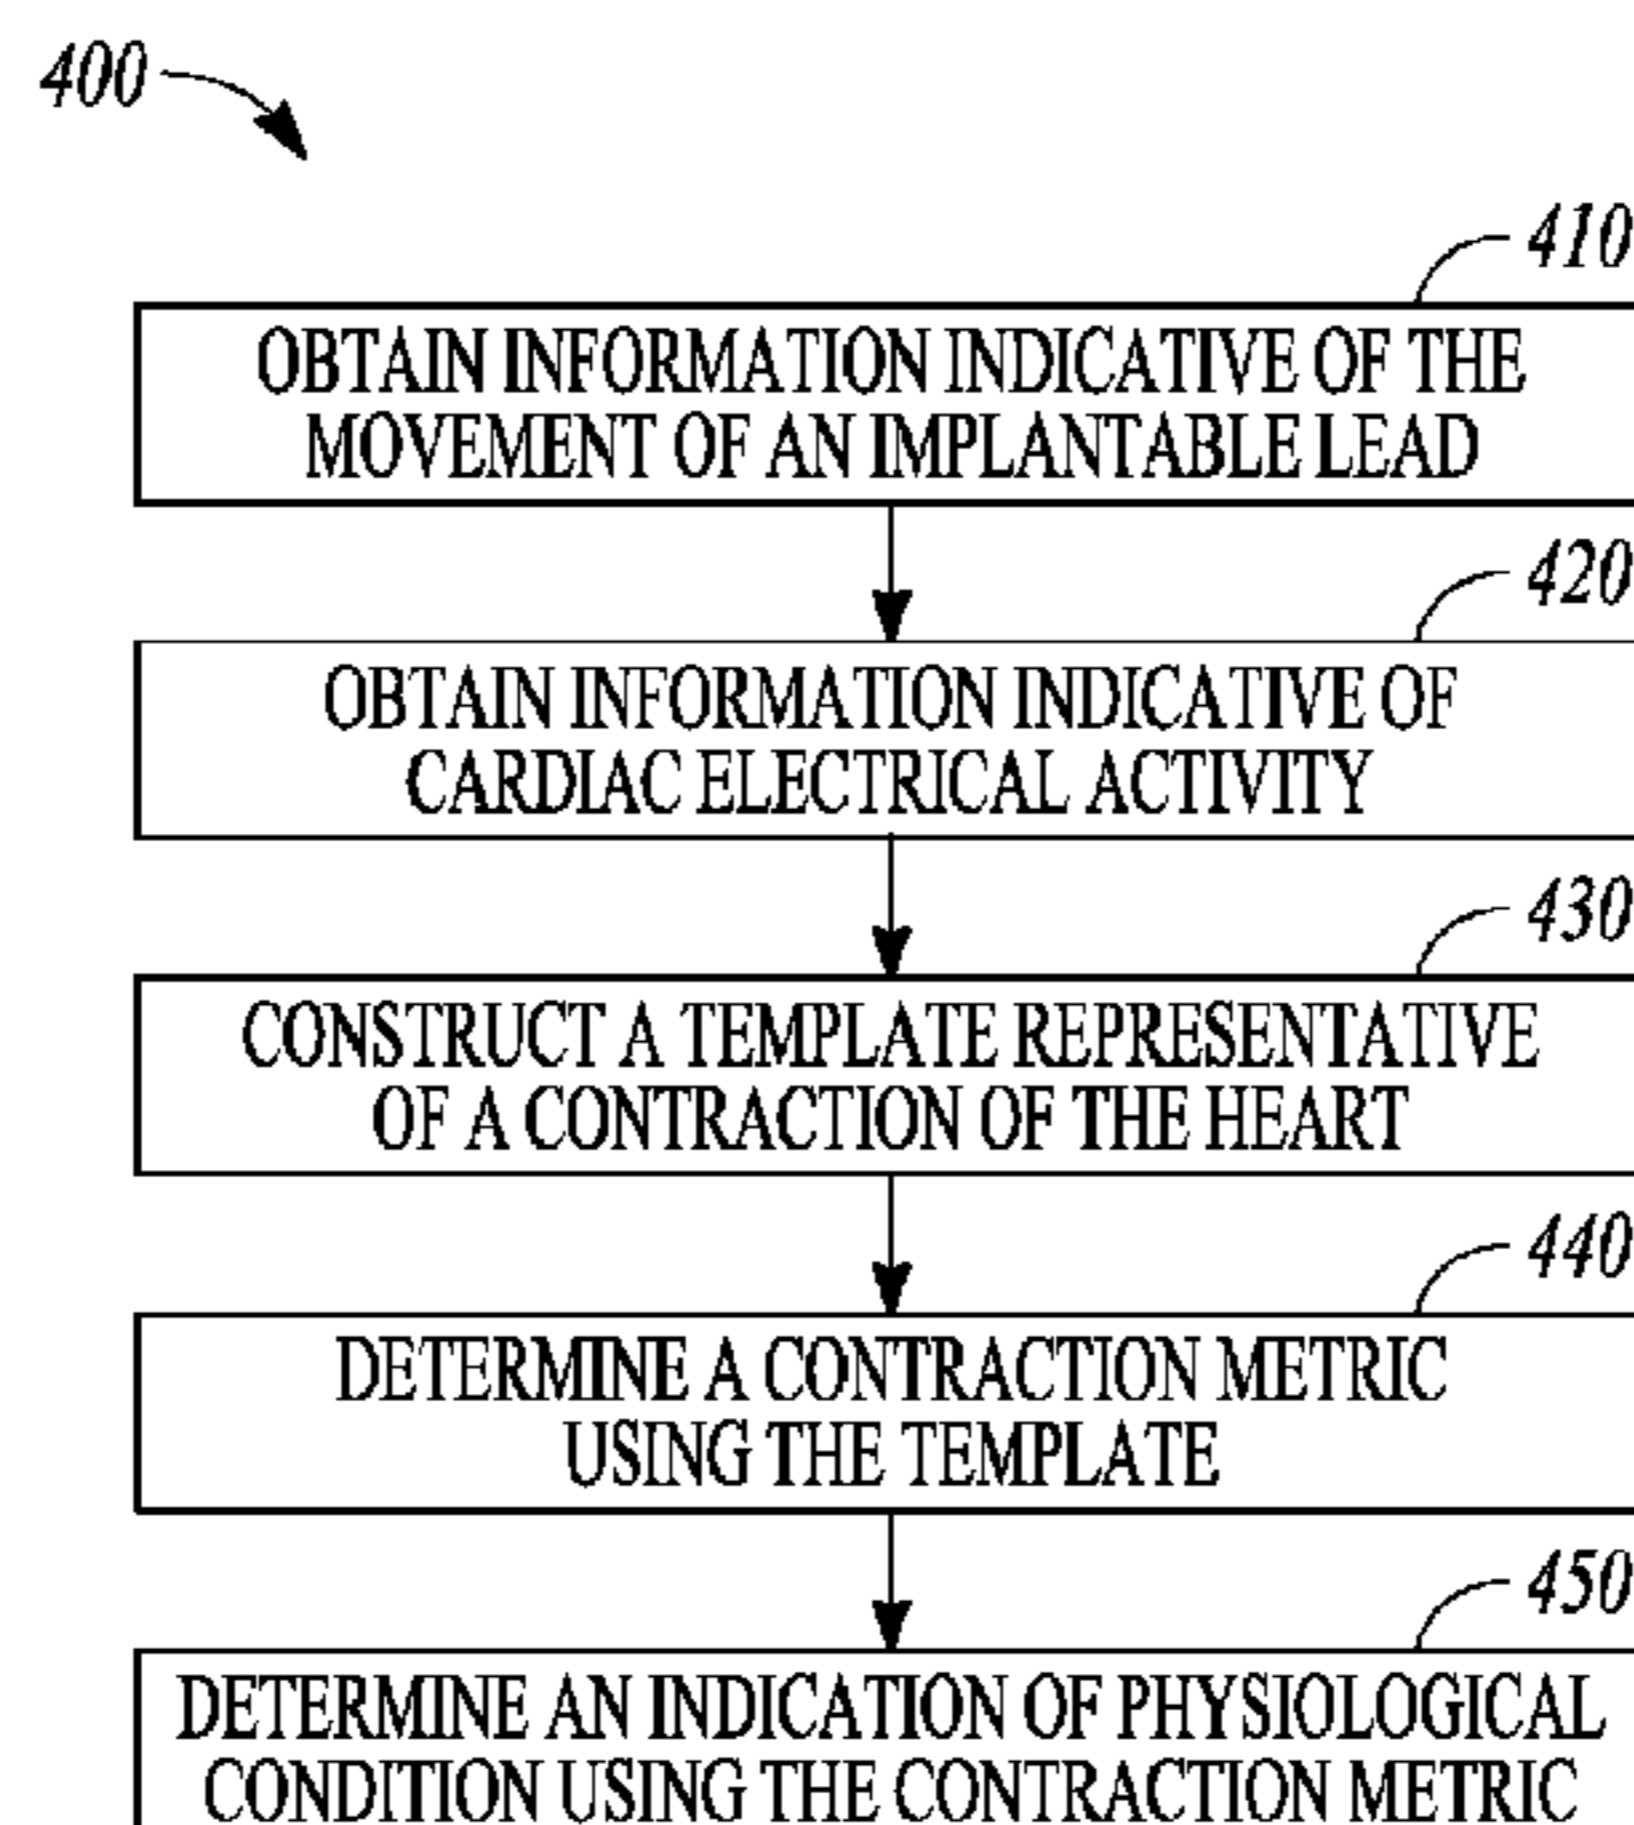 400
410
OBTAIN INFORMATION INDICATIVE OF THE
MOVEMENT OF AN IMPLANTABLE LEAD
420
OBTAIN INFORMATION INDICATIVE OF
CARDIAC ELECTRICAL ACTIVITY
430
CONSTRUCT A TEMPLATE REPRESENTATIVE
OF A CONTRACTION OF THE HEART
440
DETERMINE A CONTRACTION METRIC
USING THE TEMPLATE
450
DETERMINE AN INDICATION OF PHYSIOLOGICAL
CONDITION USING THE CONTRACTION METRIC